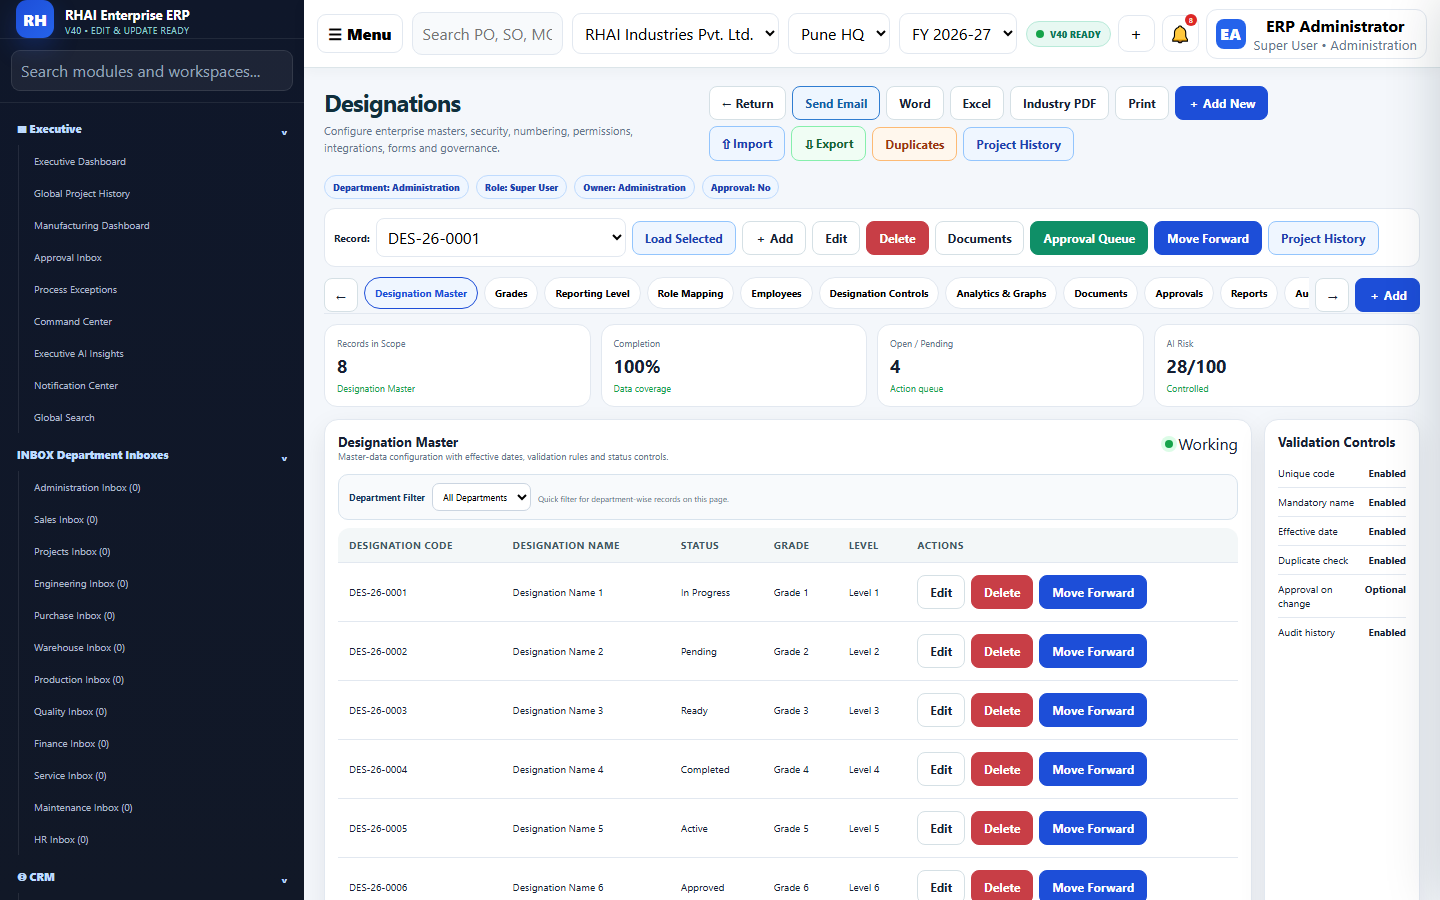 RH
RHAI Enterprise ERP
V40 • EDIT & UPDATE READY
Search modules and workspaces...
Executive
Executive Dashboard
Global Project History
Manufacturing Dashboard
Approval Inbox
Process Exceptions
Command Center
Executive AI Insights
Notification Center
Global Search
INBOX Department Inboxes
Administration Inbox (0)
Sales Inbox (0)
Projects Inbox (0)
Engineering Inbox (0)
Purchase Inbox (0)
Warehouse Inbox (0)
Production Inbox (0)
Quality Inbox (0)
Finance Inbox (0)
Service Inbox (0)
Maintenance Inbox (0)
HR Inbox (0)
CRM
☰ Menu
Search PO, SO, MO
RHAI Industries Pvt. Ltd.
Pune HQ
FY 2026-27
V40 READY
+
8
EA
ERP Administrator
Super User • Administration
Designations
Configure enterprise masters, security, numbering, permissions,
integrations, forms and governance.
← Return
Send Email
Word
Excel
Industry PDF
Print
+ Add New
⇧ Import
⇩ Export
Duplicates
Project History
Department: Administration
Role: Super User
Owner: Administration
Approval: No
Record:
DES-26-0001
Load Selected
+ Add
Edit
Delete
Documents
Approval Queue
Move Forward
Project History
←
Designation Master
Grades
Reporting Level
Role Mapping
Employees
Designation Controls
Analytics & Graphs
Documents
Approvals
Reports
Au
→
+ Add
Records in Scope
8
Designation Master
Completion
100%
Data coverage
Open / Pending
4
Action queue
AI Risk
28/100
Controlled
Designation Master
Master-data configuration with effective dates, validation rules and status controls.
Working
Department Filter
All Departments
Quick filter for department-wise records on this page.
DESIGNATION CODE DESIGNATION NAME STATUS GRADE LEVEL ACTIONS
DES-26-0001 Designation Name 1 In Progress Grade 1 Level 1 Edit Delete Move Forward
DES-26-0002 Designation Name 2 Pending Grade 2 Level 2 Edit Delete Move Forward
DES-26-0003 Designation Name 3 Ready Grade 3 Level 3 Edit Delete Move Forward
DES-26-0004 Designation Name 4 Completed Grade 4 Level 4 Edit Delete Move Forward
DES-26-0005 Designation Name 5 Active Grade 5 Level 5 Edit Delete Move Forward
DES-26-0006 Designation Name 6 Approved Grade 6 Level 6 Edit Delete Move Forward
Validation Controls
Unique code Enabled
Mandatory name Enabled
Effective date Enabled
Duplicate check Enabled
Approval on change Optional
Audit history Enabled